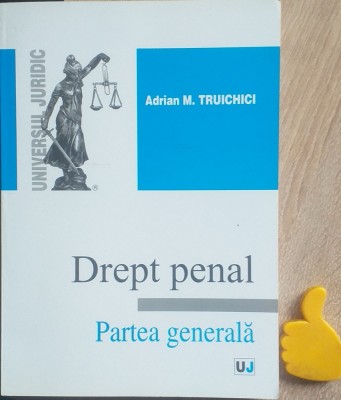 UNIVERSUL JURIDIC
Adrian M. TRUICHICI
Drept penal
Partea generală
UJ